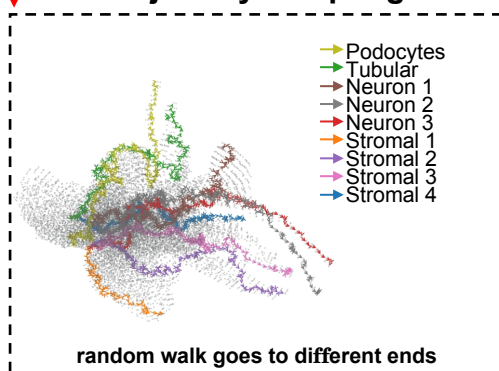 Podocytes
Tubular
Neuron 1
Neuron 2
Neuron 3
Stromal 1
Stromal 2
Stromal 3
Stromal 4
random walk goes to different ends